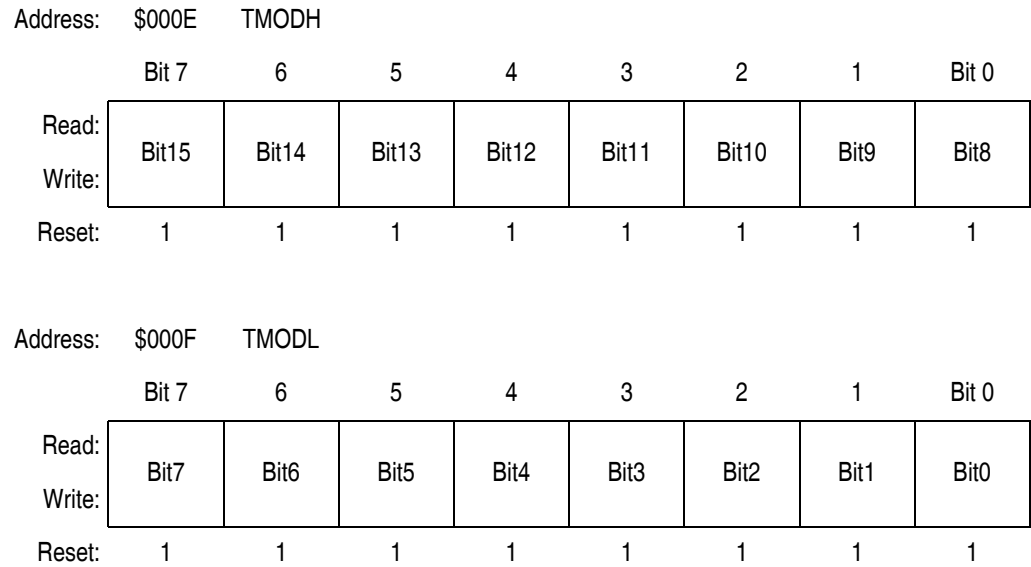 Address: $000E TMODH
Bit 7 6 5 4 3 2 1 Bit 0
Read:
Bit15 Bit14 Bit13 Bit12 Bit11 Bit10 Bit9 Bit8
Write:
Reset: 1 1 1 1 1 1 1 1
Address: $000F TMODL
Bit 7 6 5 4 3 2 1 Bit 0
Read:
Bit7 Bit6 Bit5 Bit4 Bit3 Bit2 Bit1 Bit0
Write:
Reset: 1 1 1 1 1 1 1 1